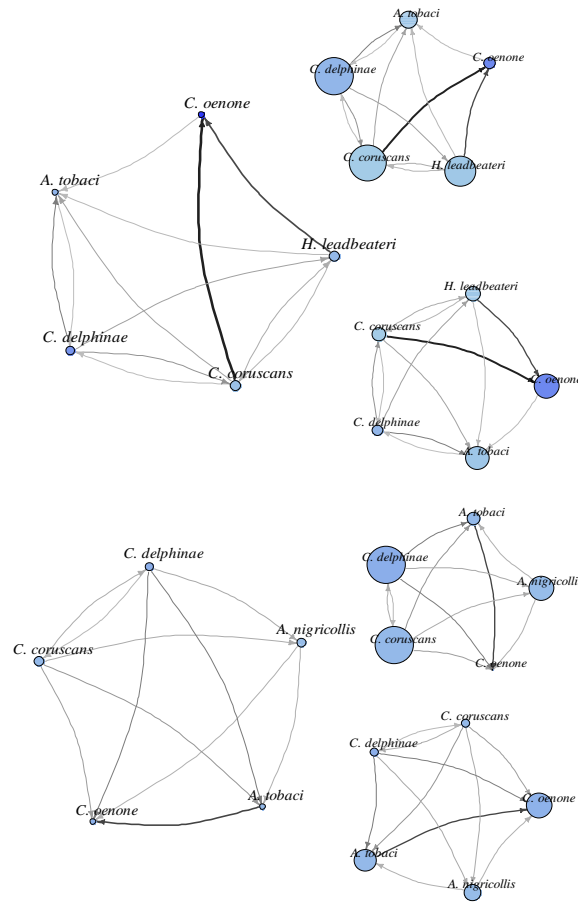 C. oenone
A. tobaci
H. leadbeateri
C. delphinae
C. coruscans
A. tobaci
C. oenone
C. delphinae
C. coruscans
H. leadbeateri
H. leadbeateri
C. coruscans
C. oenone
C. delphinae
A. tobaci
C. delphinae
A. nigricollis
C. coruscans
A. tobaci
C. oenone
A. tobaci
C. delphinae
A. nigricollis
C. coruscans
C. oenone
C. coruscans
C. delphinae
C. oenone
A. tobaci
A. nigricollis